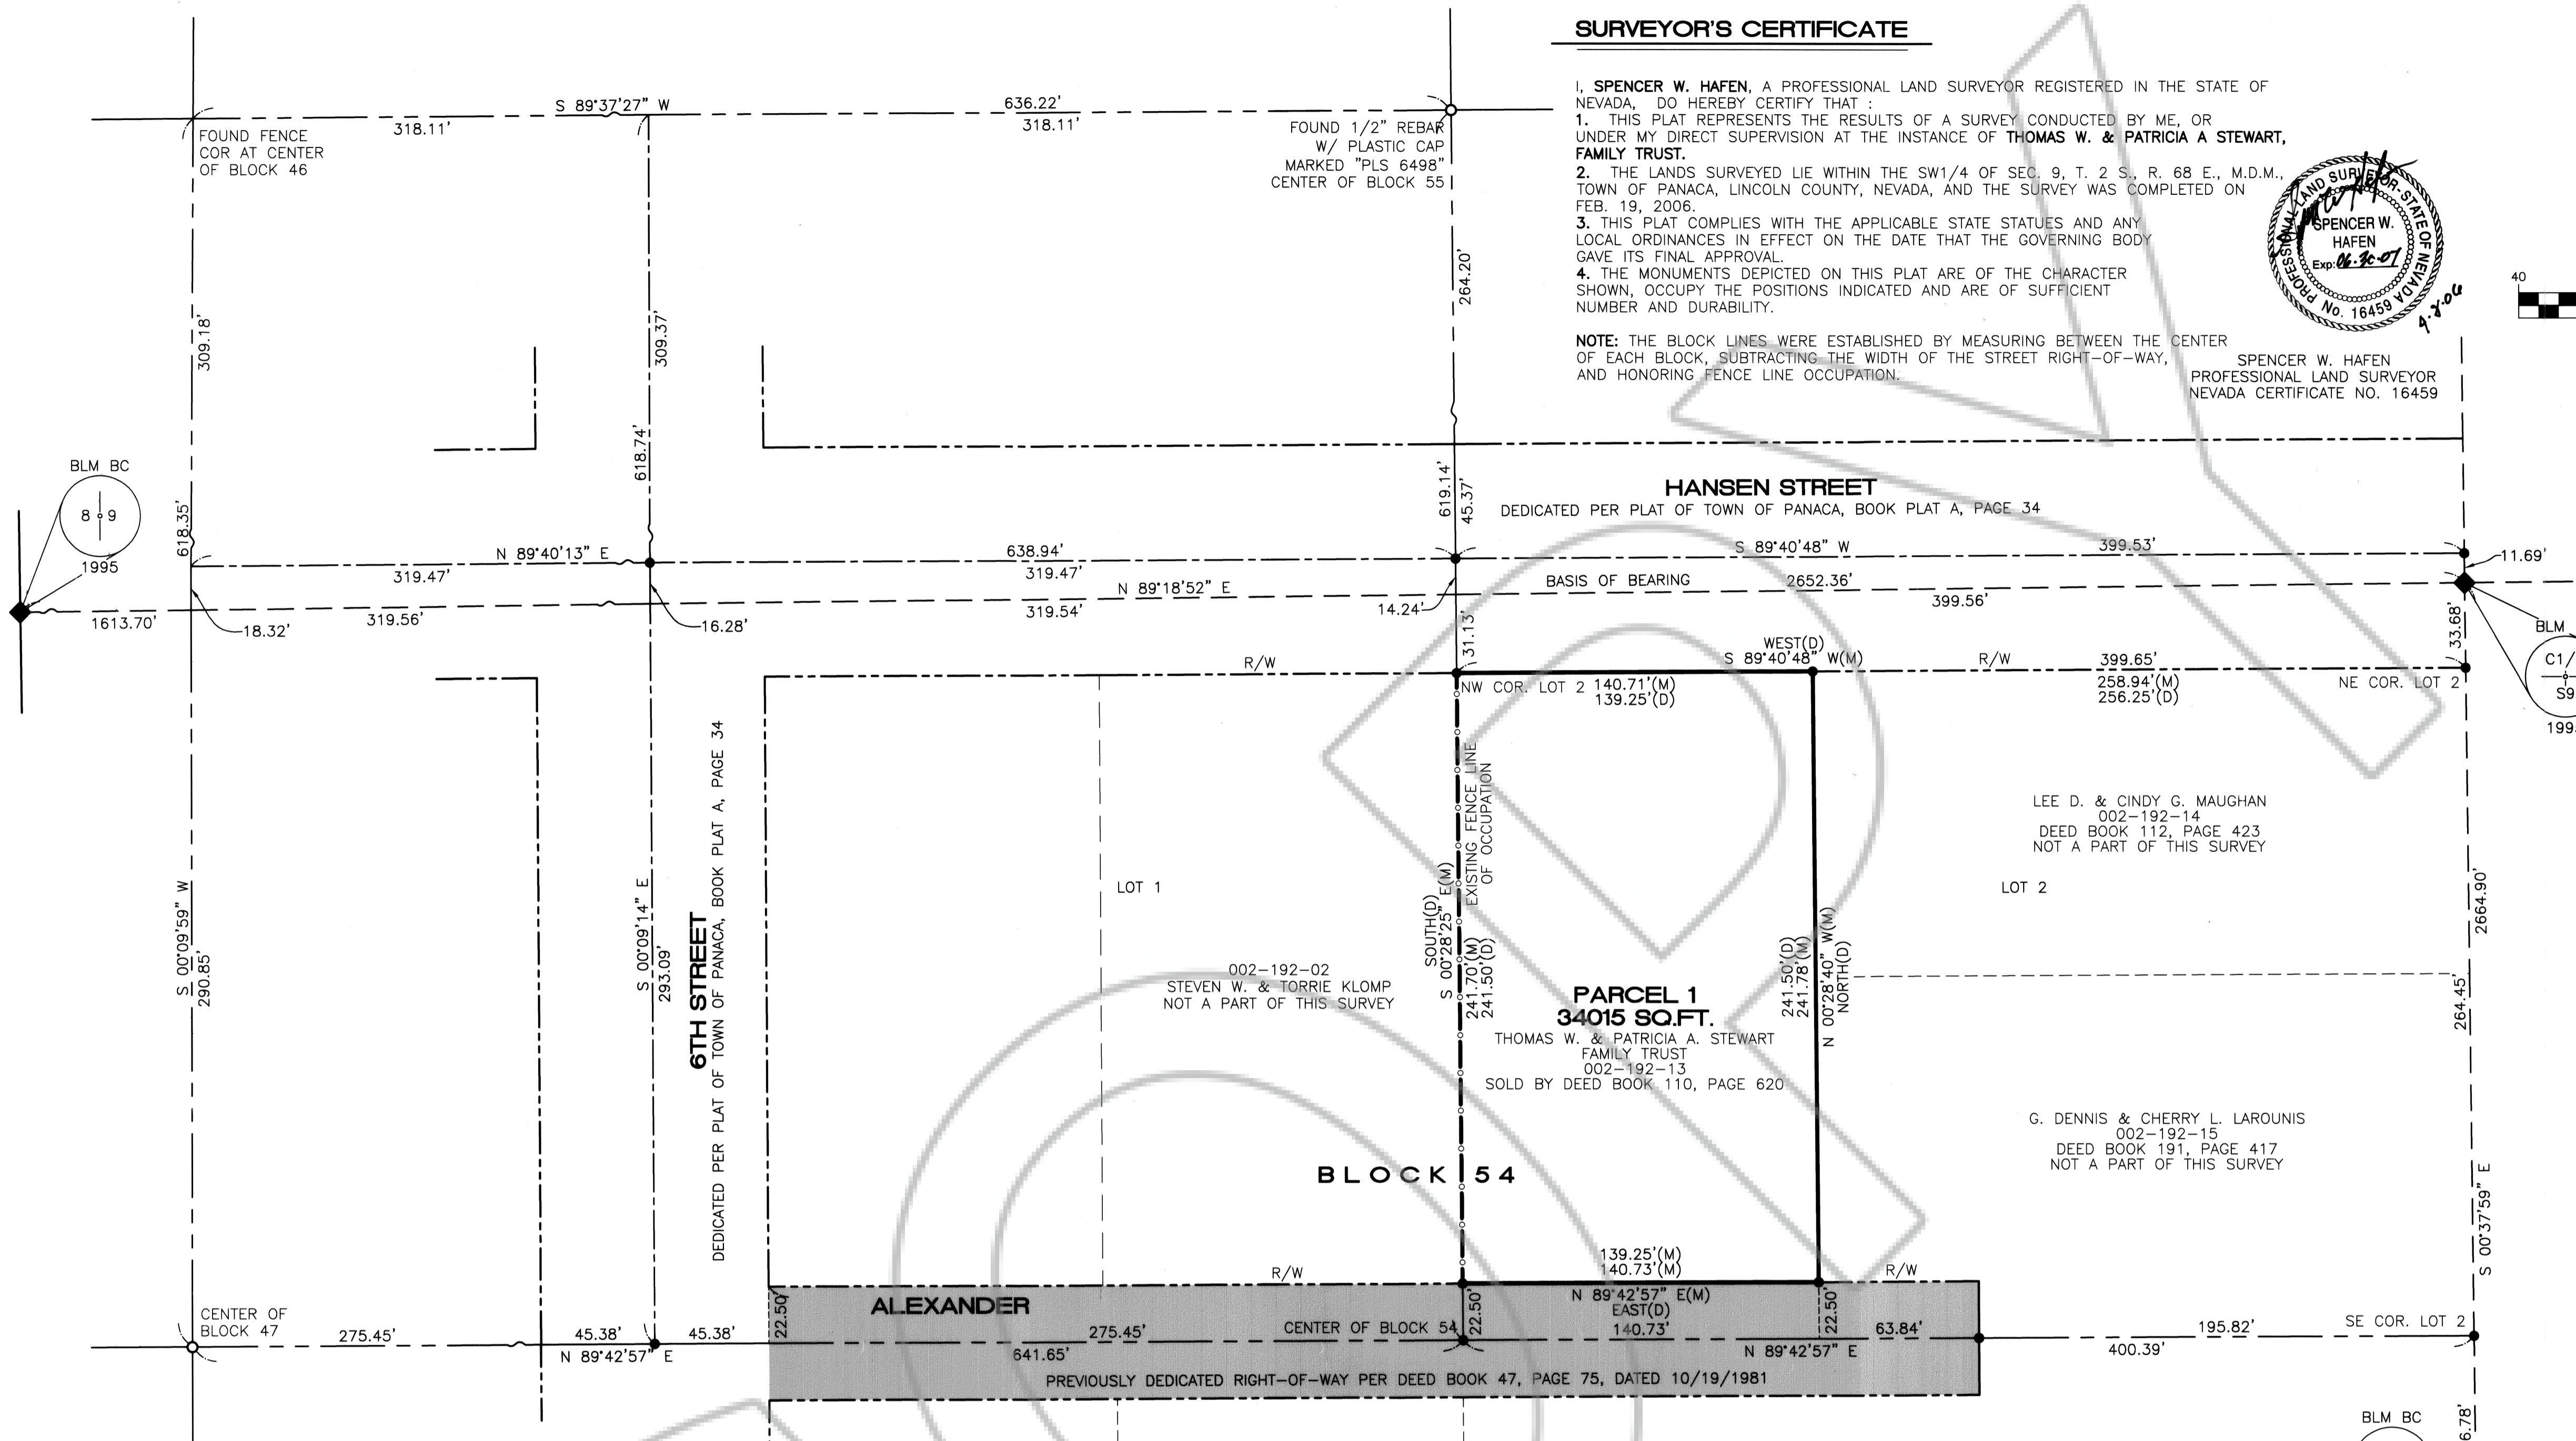 SURVEYOR'S CERTIFICATE
I, SPENCER W. HAFEN, A PROFESSIONAL LAND SURVEYOR REGISTERED IN THE STATE OF
NEVADA, DO HEREBY CERTIFY THAT :
1. THIS PLAT REPRESENTS THE RESULTS OF A SURVEY CONDUCTED BY ME, OR
UNDER MY DIRECT SUPERVISION AT THE INSTANCE OF THOMAS W. & PATRICIA A STEWART,
FAMILY TRUST.
2. THE LANDS SURVEYED LIE WITHIN THE SW1/4 OF SEC. 9, T. 2 S., R. 68 E., M.D.M.,
TOWN OF PANACA, LINCOLN COUNTY, NEVADA, AND THE SURVEY WAS COMPLETED ON
FEB. 19, 2006.
3. THIS PLAT COMPLIES WITH THE APPLICABLE STATE STATUES AND ANY
LOCAL ORDINANCES IN EFFECT ON THE DATE THAT THE GOVERNING BODY
GAVE ITS FINAL APPROVAL.
4. THE MONUMENTS DEPICTED ON THIS PLAT ARE OF THE CHARACTER
SHOWN, OCCUPY THE POSITIONS INDICATED AND ARE OF SUFFICIENT
NUMBER AND DURABILITY.
NOTE: THE BLOCK LINES WERE ESTABLISHED BY MEASURING BETWEEN THE CENTER
OF EACH BLOCK, SUBTRACTING THE WIDTH OF THE STREET RIGHT-OF-WAY,
AND HONORING FENCE LINE OCCUPATION.
PROFESSIONAL LAND SURVEYOR-STATE OF NEVADA
SPENCER W.
HAFEN
Exp: 06-30-07
No. 16459
SPENCER W. HAFEN
PROFESSIONAL LAND SURVEYOR
NEVADA CERTIFICATE NO. 16459
40
S 89°37'27" W
636.22'
318.11'
318.11'
FOUND FENCE
COR AT CENTER
OF BLOCK 46
FOUND 1/2" REBAR
W/ PLASTIC CAP
MARKED "PLS 6498"
CENTER OF BLOCK 55
309.18'
309.37'
264.20'
618.35'
618.74'
619.14'
45.37'
BLM BC
8 9
1995
HANSEN STREET
DEDICATED PER PLAT OF TOWN OF PANACA, BOOK PLAT A, PAGE 34
N 89°40'13" E
638.94'
S 89°40'48" W
399.53'
11.69'
319.47'
319.47'
BASIS OF BEARING
2652.36'
N 89°18'52" E
1613.70'
18.32'
319.56'
16.28'
319.54'
14.24'
399.56'
31.13'
33.68'
BLM
C1/
S9
199
R/W
WEST(D)
S 89°40'48" W(M)
R/W
399.65'
NW COR. LOT 2
140.71'(M)
139.25'(D)
258.94'(M)
256.25'(D)
NE COR. LOT 2
EXISTING FENCE LINE
OF OCCUPATION
LEE D. & CINDY G. MAUGHAN
002-192-14
DEED BOOK 112, PAGE 423
NOT A PART OF THIS SURVEY
LOT 1
LOT 2
S 00°09'59" W
290.85'
S 00°09'14" E
293.09'
6TH STREET
DEDICATED PER PLAT OF TOWN OF PANACA, BOOK PLAT A, PAGE 34
002-192-02
STEVEN W. & TORRIE KLOMP
NOT A PART OF THIS SURVEY
SOUTH(D)
S 00°28'25" E(M)
241.70'(M)
241.50'(D)
PARCEL 1
34015 SQ.FT.
THOMAS W. & PATRICIA A. STEWART
FAMILY TRUST
002-192-13
SOLD BY DEED BOOK 110, PAGE 620
241.50'(D)
241.78'(M)
N 00°28'40" W(M)
NORTH(D)
2664.90'
264.45'
S 00°37'59" E
G. DENNIS & CHERRY L. LAROUNIS
002-192-15
DEED BOOK 191, PAGE 417
NOT A PART OF THIS SURVEY
BLOCK 54
R/W
139.25'(M)
140.73'(M)
R/W
ALEXANDER
N 89°42'57" E(M)
EAST(D)
140.73'
22.50'
22.50'
22.50'
CENTER OF
BLOCK 47
275.45'
45.38'
45.38'
275.45'
CENTER OF BLOCK 54
63.84'
195.82'
SE COR. LOT 2
N 89°42'57" E
641.65'
N 89°42'57" E
400.39'
PREVIOUSLY DEDICATED RIGHT-OF-WAY PER DEED BOOK 47, PAGE 75, DATED 10/19/1981
BLM BC
6.78'
COPY